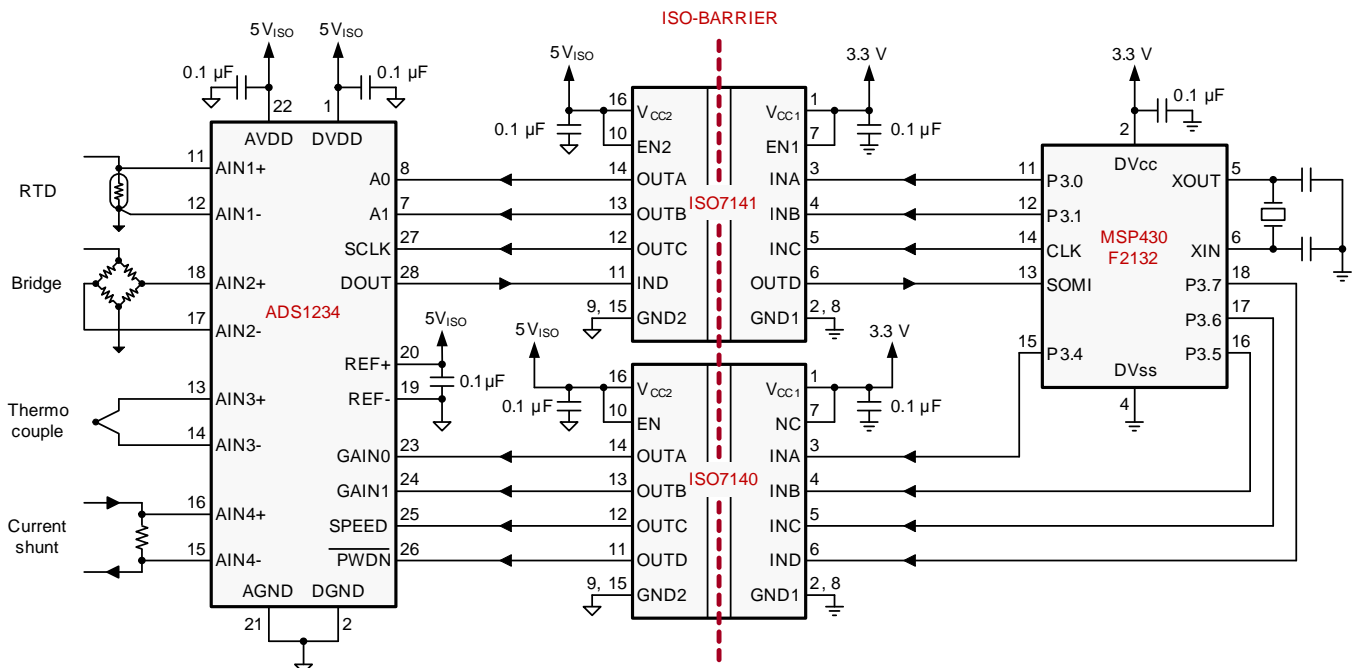 ISO-BARRIER
5VISO
5VISO
0.1 µF
0.1 µF
22
1
AVDD
DVDD
RTD
11
AIN1+
12
AIN1-
Bridge
18
AIN2+
17
AIN2-
Thermo
couple
13
AIN3+
14
AIN3-
Current
shunt
16
AIN4+
15
AIN4-
ADS1234
A0
8
A1
7
SCLK
27
DOUT
28
REF+
20
REF-
19
5VISO
0.1µF
GAIN0
23
GAIN1
24
SPEED
25
PWDN
26
AGND
DGND
21
2
5VISO
0.1 µF
16
VCC2
10
EN2
14
OUTA
13
OUTB
12
OUTC
11
IND
9, 15
GND2
ISO7141
3.3 V
0.1 µF
VCC1
1
EN1
7
INA
3
INB
4
INC
5
OUTD
6
GND1
2, 8
5VISO
0.1 µF
16
VCC2
10
EN
14
OUTA
13
OUTB
12
OUTC
11
OUTD
9, 15
GND2
ISO7140
3.3 V
0.1 µF
VCC1
1
NC
7
INA
3
INB
4
INC
5
IND
6
GND1
2, 8
3.3 V
0.1 µF
2
DVcc
11
P3.0
12
P3.1
14
CLK
13
SOMI
15
P3.4
MSP430
F2132
XOUT
5
XIN
6
P3.7
18
P3.6
17
P3.5
16
DVss
4